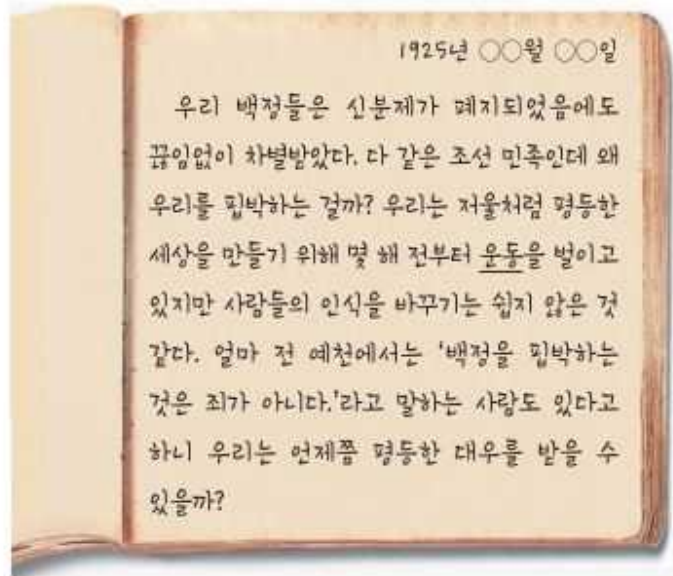 1925년 ○○월 ○○일
우리 백정들은 신분제가 폐지되었음에도
끊임없이 차별받았다. 다 같은 조선 민족인데 왜
우리를 핍박하는 걸까? 우리는 저울처럼 평등한
세상을 만들기 위해 몇 해 전부터 운동을 벌이고
있지만 사람들의 인식을 바꾸기는 쉽지 않은 것
같다. 얼마 전 예천에서는 ‘백정을 핍박하는
것은 죄가 아니다.’라고 말하는 사람도 있다고
하니 우리는 언제쯤 평등한 대우를 받을 수
있을까?